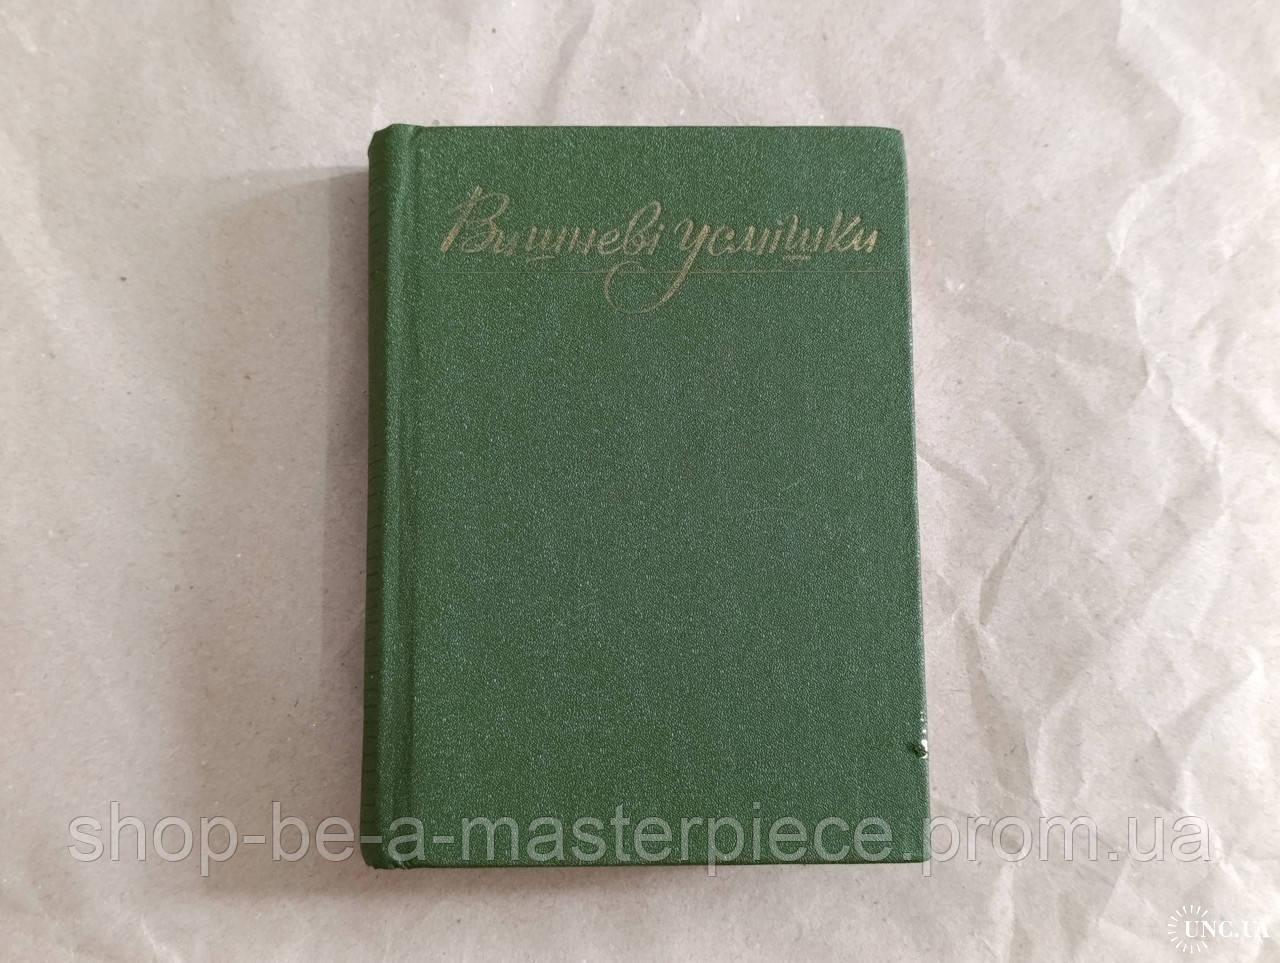 Вишневі усмішки
shop-be-a-masterpiece.prom.ua
UNC.UA